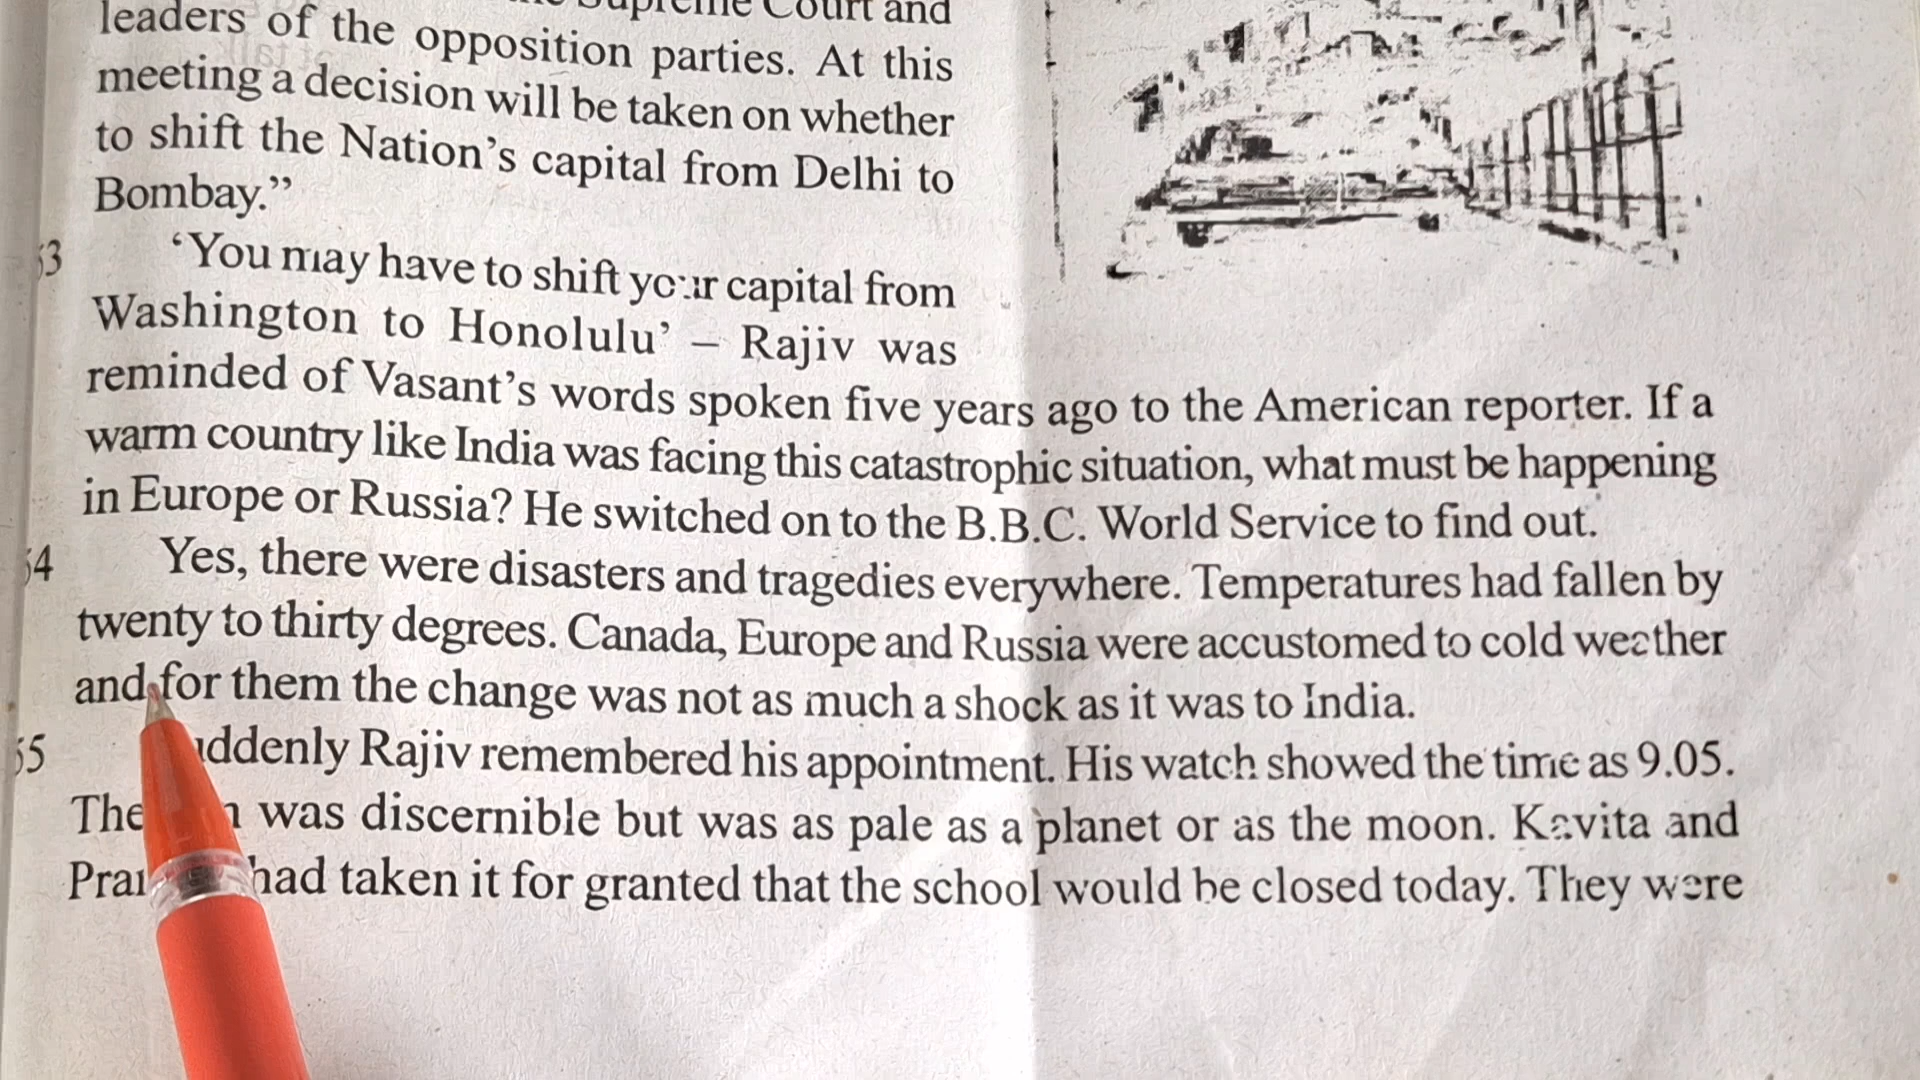 Supreme Court and
leaders of the opposition parties. At this
meeting a decision will be taken on whether
to shift the Nation’s capital from Delhi to
Bombay.”
‘You may have to shift your capital from
Washington to Honolulu’ – Rajiv was
reminded of Vasant’s words spoken five years ago to the American reporter. If a
warm country like India was facing this catastrophic situation, what must be happening
in Europe or Russia? He switched on to the B.B.C. World Service to find out.
Yes, there were disasters and tragedies everywhere. Temperatures had fallen by
twenty to thirty degrees. Canada, Europe and Russia were accustomed to cold weather
and for them the change was not as much a shock as it was to India.
Rajiv remembered his appointment. His watch showed the time as 9.05.
was discernible but was as pale as a planet or as the moon. Kavita and
had taken it for granted that the school would be closed today. They were